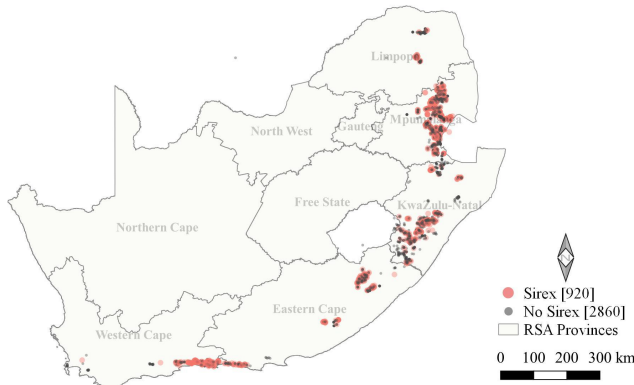 Limpopo
North West
Gauteng
Mpumalanga
Free State
KwaZulu-Natal
Northern Cape
Eastern Cape
Western Cape
N
Sirex [920]
No Sirex [2860]
RSA Provinces
0 100 200 300 km